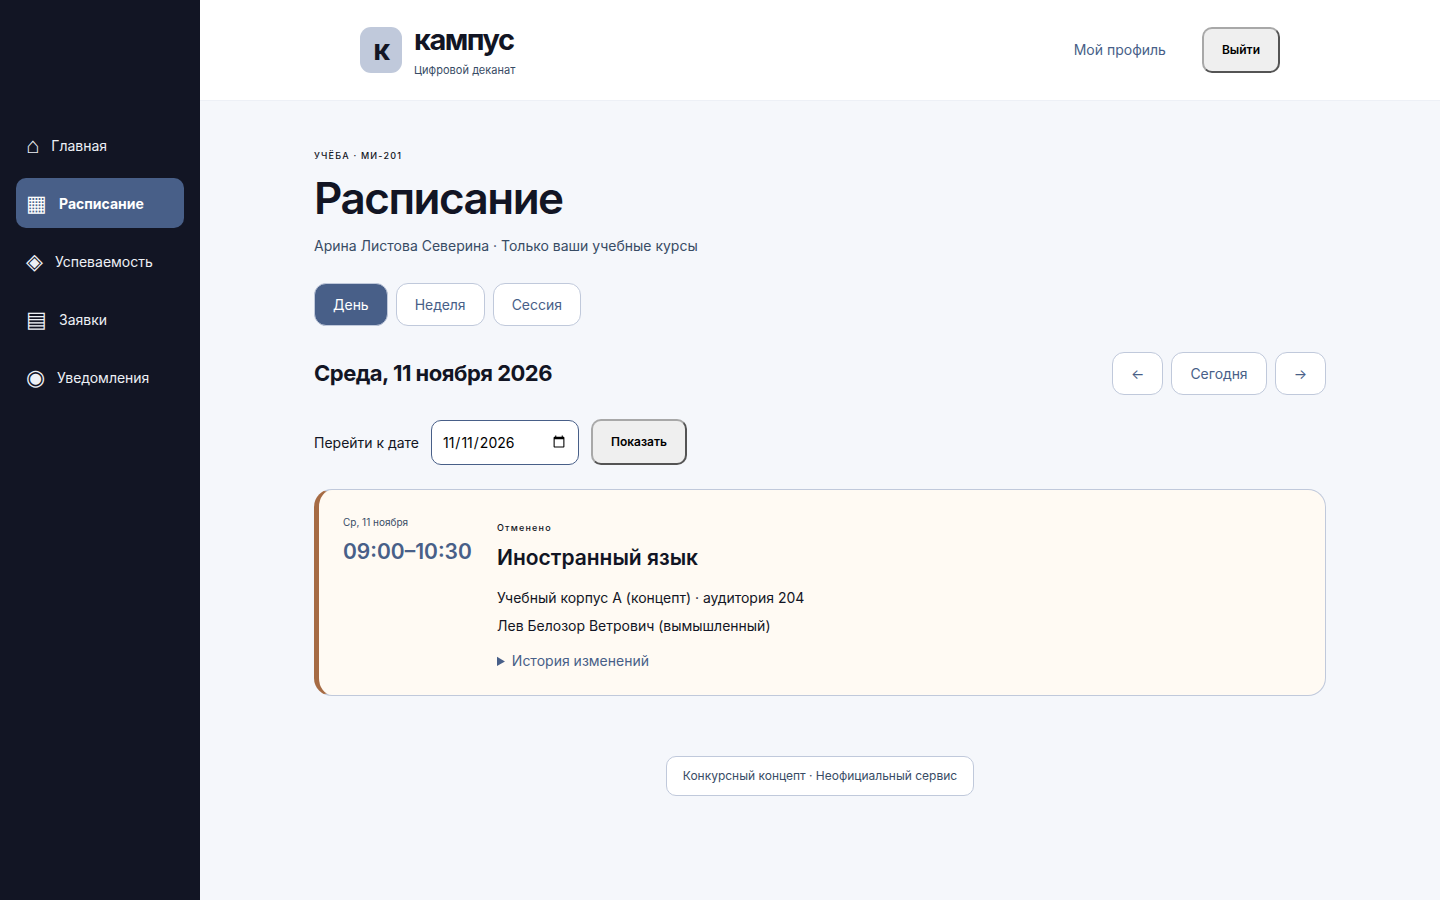 к
кампус
Цифровой деканат
Мой профиль
Выйти
Главная
Расписание
Успеваемость
Заявки
Уведомления
УЧЁБА · МИ-201
Расписание
Арина Листова Северина · Только ваши учебные курсы
День
Неделя
Сессия
Среда, 11 ноября 2026
←
Сегодня
→
Перейти к дате
11/11/2026
Показать
Ср, 11 ноября
09:00–10:30
Отменено
Иностранный язык
Учебный корпус А (концепт) · аудитория 204
Лев Белозор Ветрович (вымышленный)
История изменений
Конкурсный концепт · Неофициальный сервис